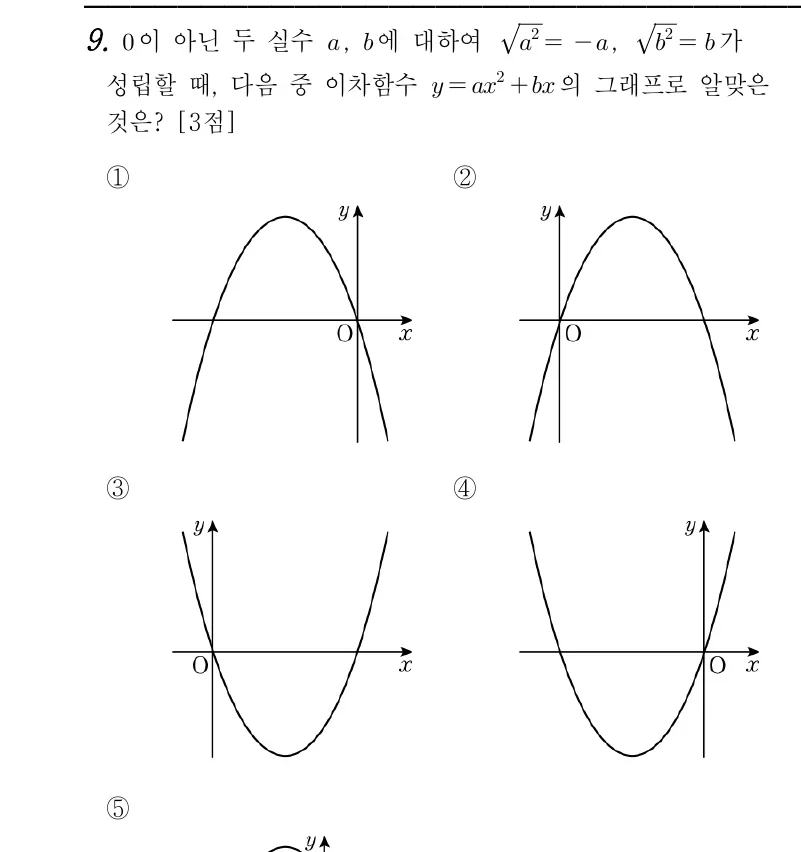 9. 0이 아닌 두 실수 a, b에 대하여 √a² = −a, √b² = b가
성립할 때, 다음 중 이차함수 y=ax²+bx의 그래프로 알맞은
것은? [3점]
① ②
y y
O x O x
③ ④
y y
O x O x
⑤
y